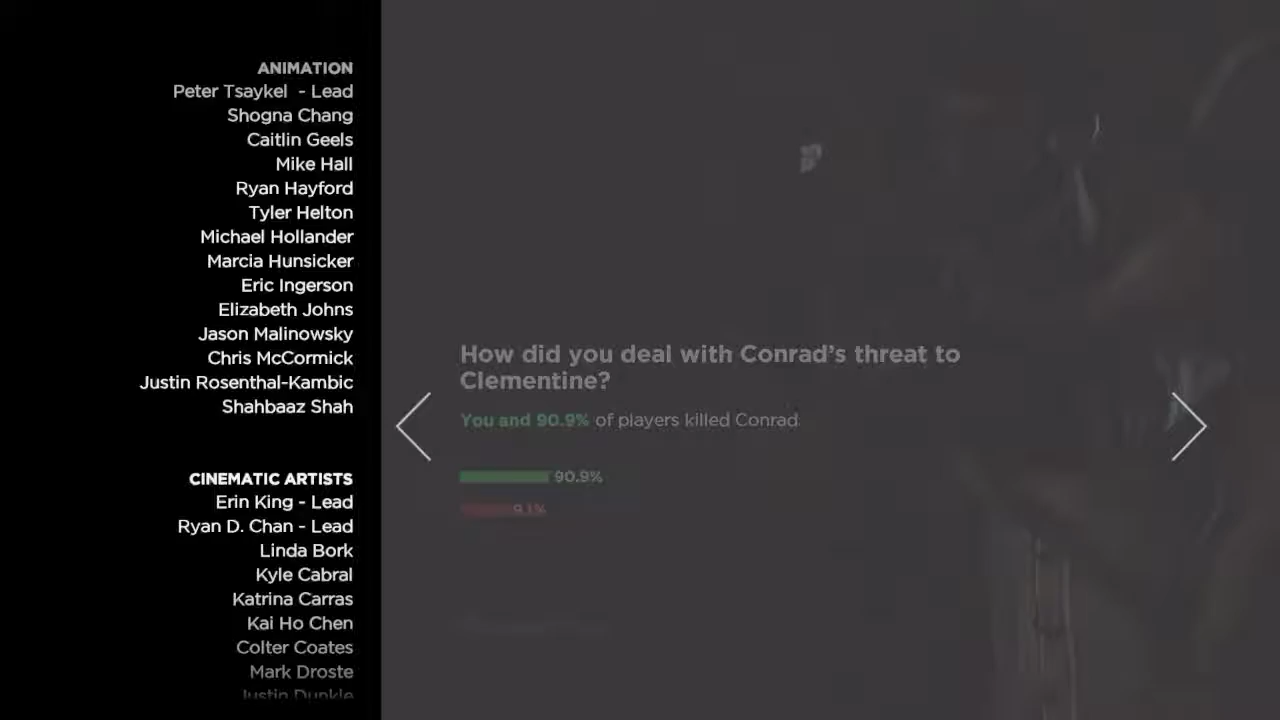 ANIMATION
Peter Tsaykel - Lead
Shogna Chang
Caitlin Geels
Mike Hall
Ryan Hayford
Tyler Helton
Michael Hollander
Marcia Hunsicker
Eric Ingerson
Elizabeth Johns
Jason Malinowsky
Chris McCormick
Justin Rosenthal-Kambic
Shahbaaz Shah
CINEMATIC ARTISTS
Erin King - Lead
Ryan D. Chan - Lead
Linda Bork
Kyle Cabral
Katrina Carras
Kai Ho Chen
Colter Coates
Mark Droste
Justin Dunkle
How did you deal with Conrad's threat to
Clementine?
You and 90.9% of players killed Conrad
90.9%
9.1%